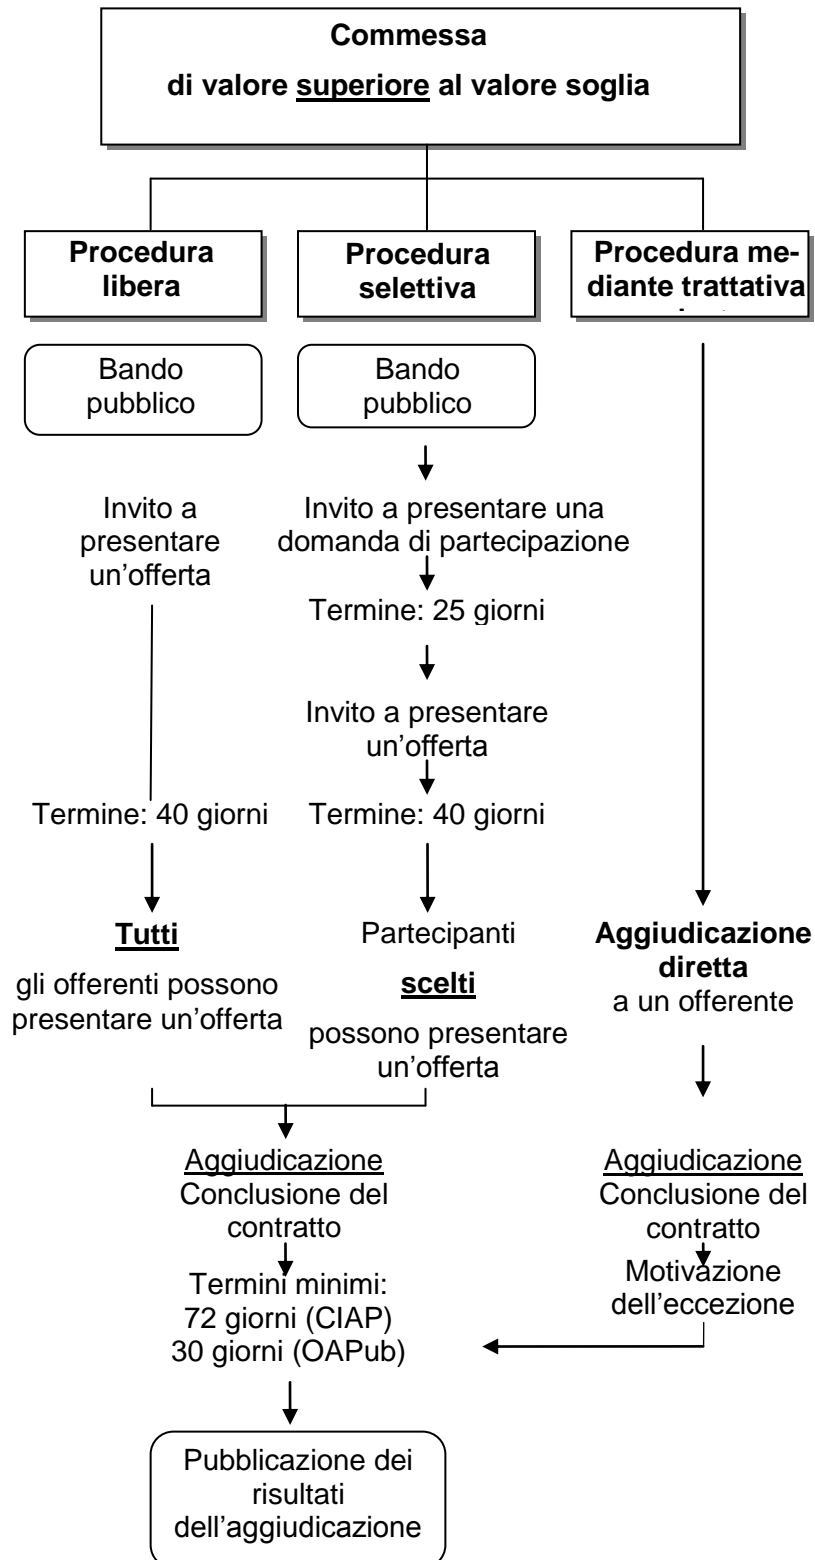 Commessa
di valore superiore al valore soglia
Procedura
libera
Procedura
selettiva
Procedura me-
diante trattativa
Bando
pubblico
Bando
pubblico
Invito a
presentare
un’offerta
Invito a presentare una
domanda di partecipazione
Termine: 25 giorni
Invito a presentare
un’offerta
Termine: 40 giorni
Termine: 40 giorni
Tutti
gli offerenti possono
presentare un’offerta
Partecipanti
scelti
possono presentare
un’offerta
Aggiudicazione
diretta
a un offerente
Aggiudicazione
Conclusione del
contratto
Aggiudicazione
Conclusione del
contratto
Termini minimi:
72 giorni (CIAP)
30 giorni (OAPub)
Motivazione
dell’eccezione
Pubblicazione dei
risultati
dell’aggiudicazione